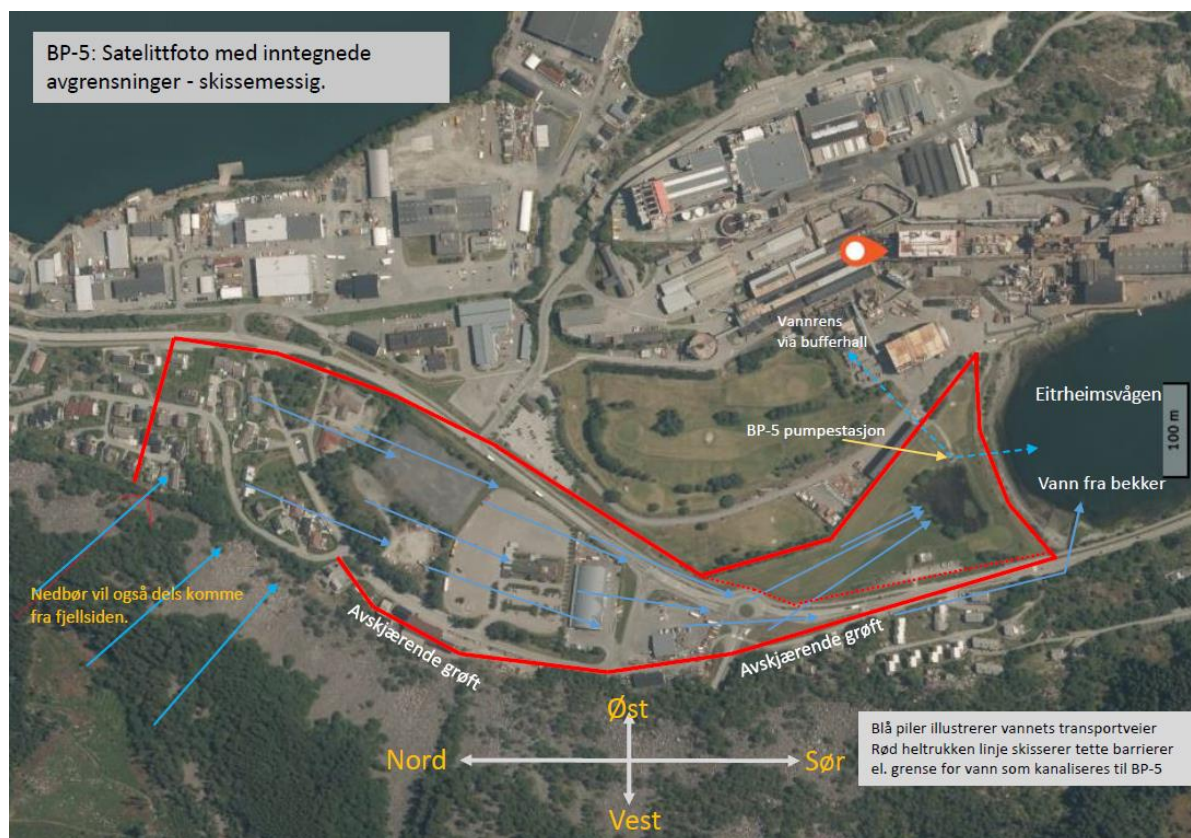 BP-5: Satelittfoto med inntegnede
avgrensninger - skissemessig.
Vannrens
via bufferhall
Eitrheimsvågen
100 m
BP-5 pumpestasjon
Vann fra bekker
Nedbør vil også dels komme
fra fjellsiden.
Avskjærende grøft
Avskjærende grøft
Øst
Nord
Sør
Vest
Blå piler illustrerer vannets transportveier
Rød heltrukken linje skisserer tette barrierer
el. grense for vann som kanaliseres til BP-5